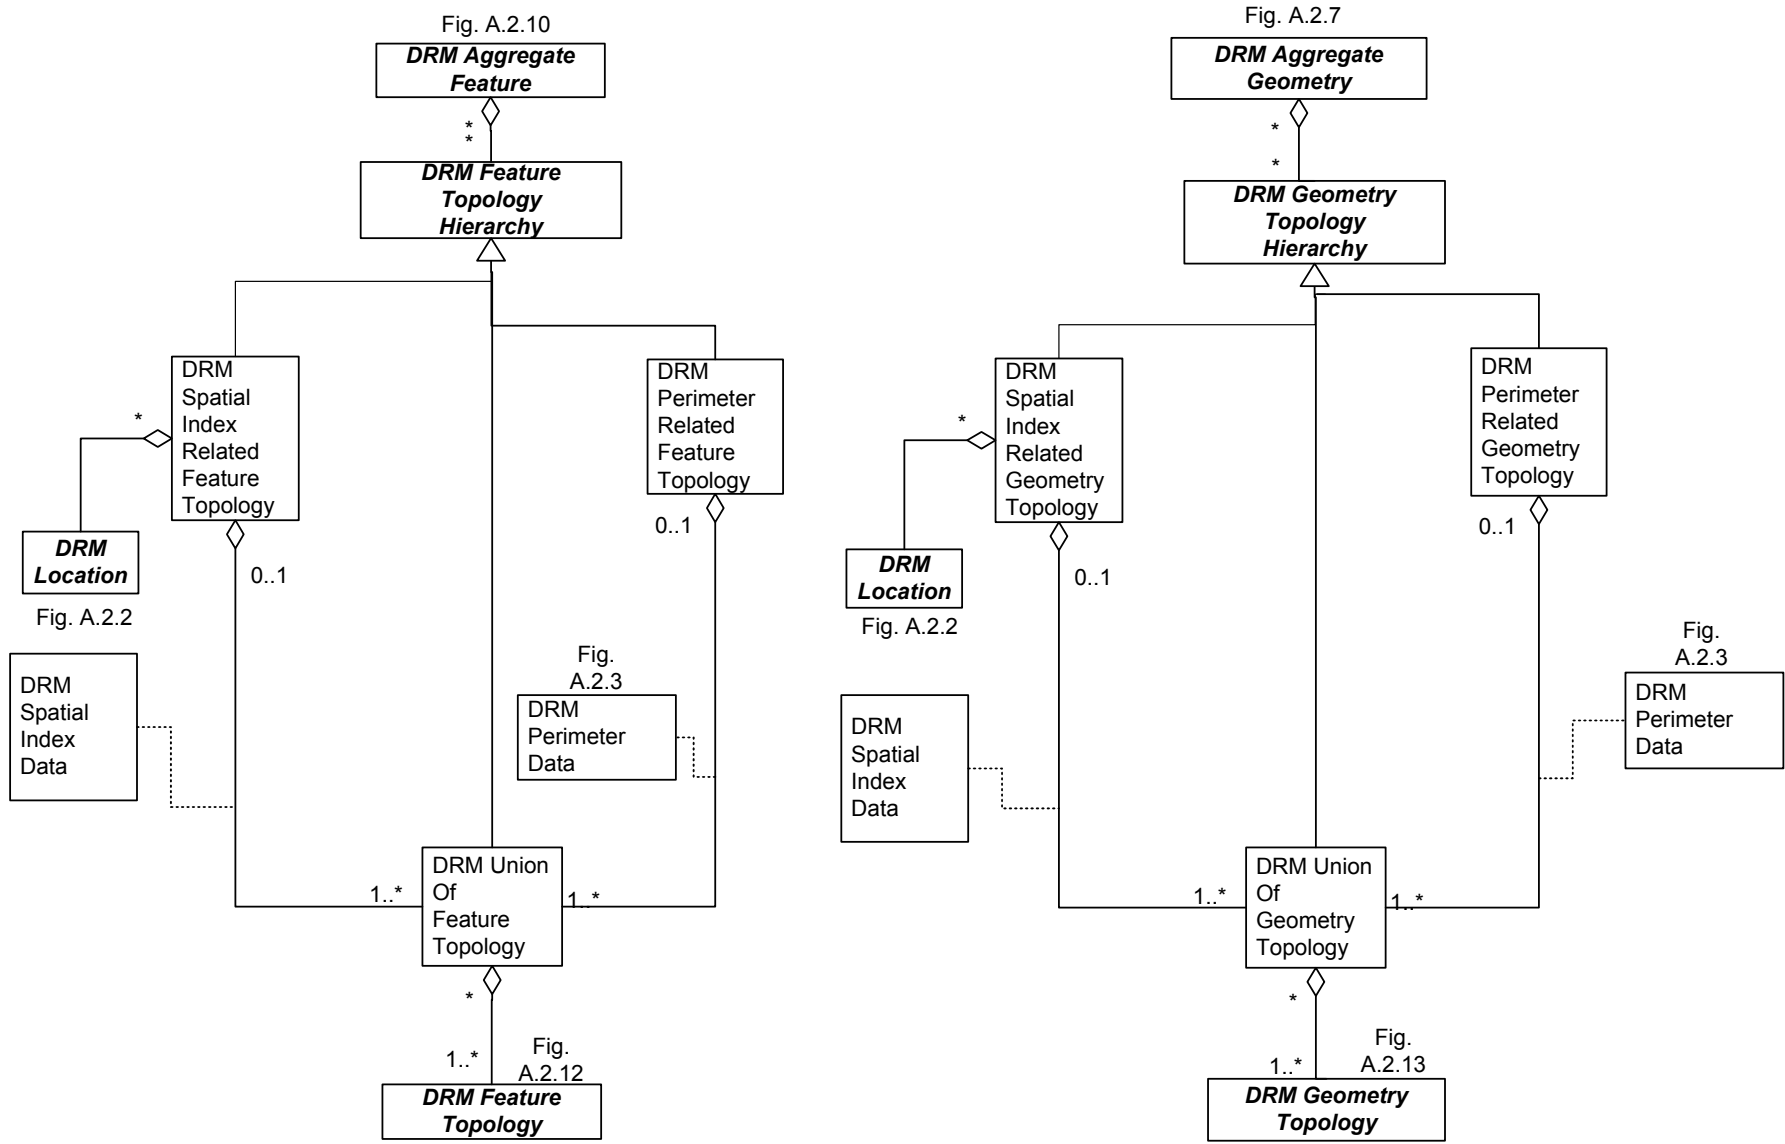 Fig. A.2.10
DRM Aggregate
Feature
*
*
DRM Feature
Topology
Hierarchy
DRM
Spatial
Index
Related
Feature
Topology
*
DRM
Location
Fig. A.2.2
0..1
DRM
Perimeter
Related
Feature
Topology
0..1
DRM
Spatial
Index
Data
Fig.
A.2.3
DRM
Perimeter
Data
1..*
DRM Union
Of
Feature
Topology
1..*
*
1..*
Fig.
A.2.12
DRM Feature
Topology
Fig. A.2.7
DRM Aggregate
Geometry
*
*
DRM Geometry
Topology
Hierarchy
DRM
Spatial
Index
Related
Geometry
Topology
*
DRM
Location
Fig. A.2.2
0..1
DRM
Perimeter
Related
Geometry
Topology
0..1
DRM
Spatial
Index
Data
Fig.
A.2.3
DRM
Perimeter
Data
1..*
DRM Union
Of
Geometry
Topology
1..*
*
1..*
Fig.
A.2.13
DRM Geometry
Topology